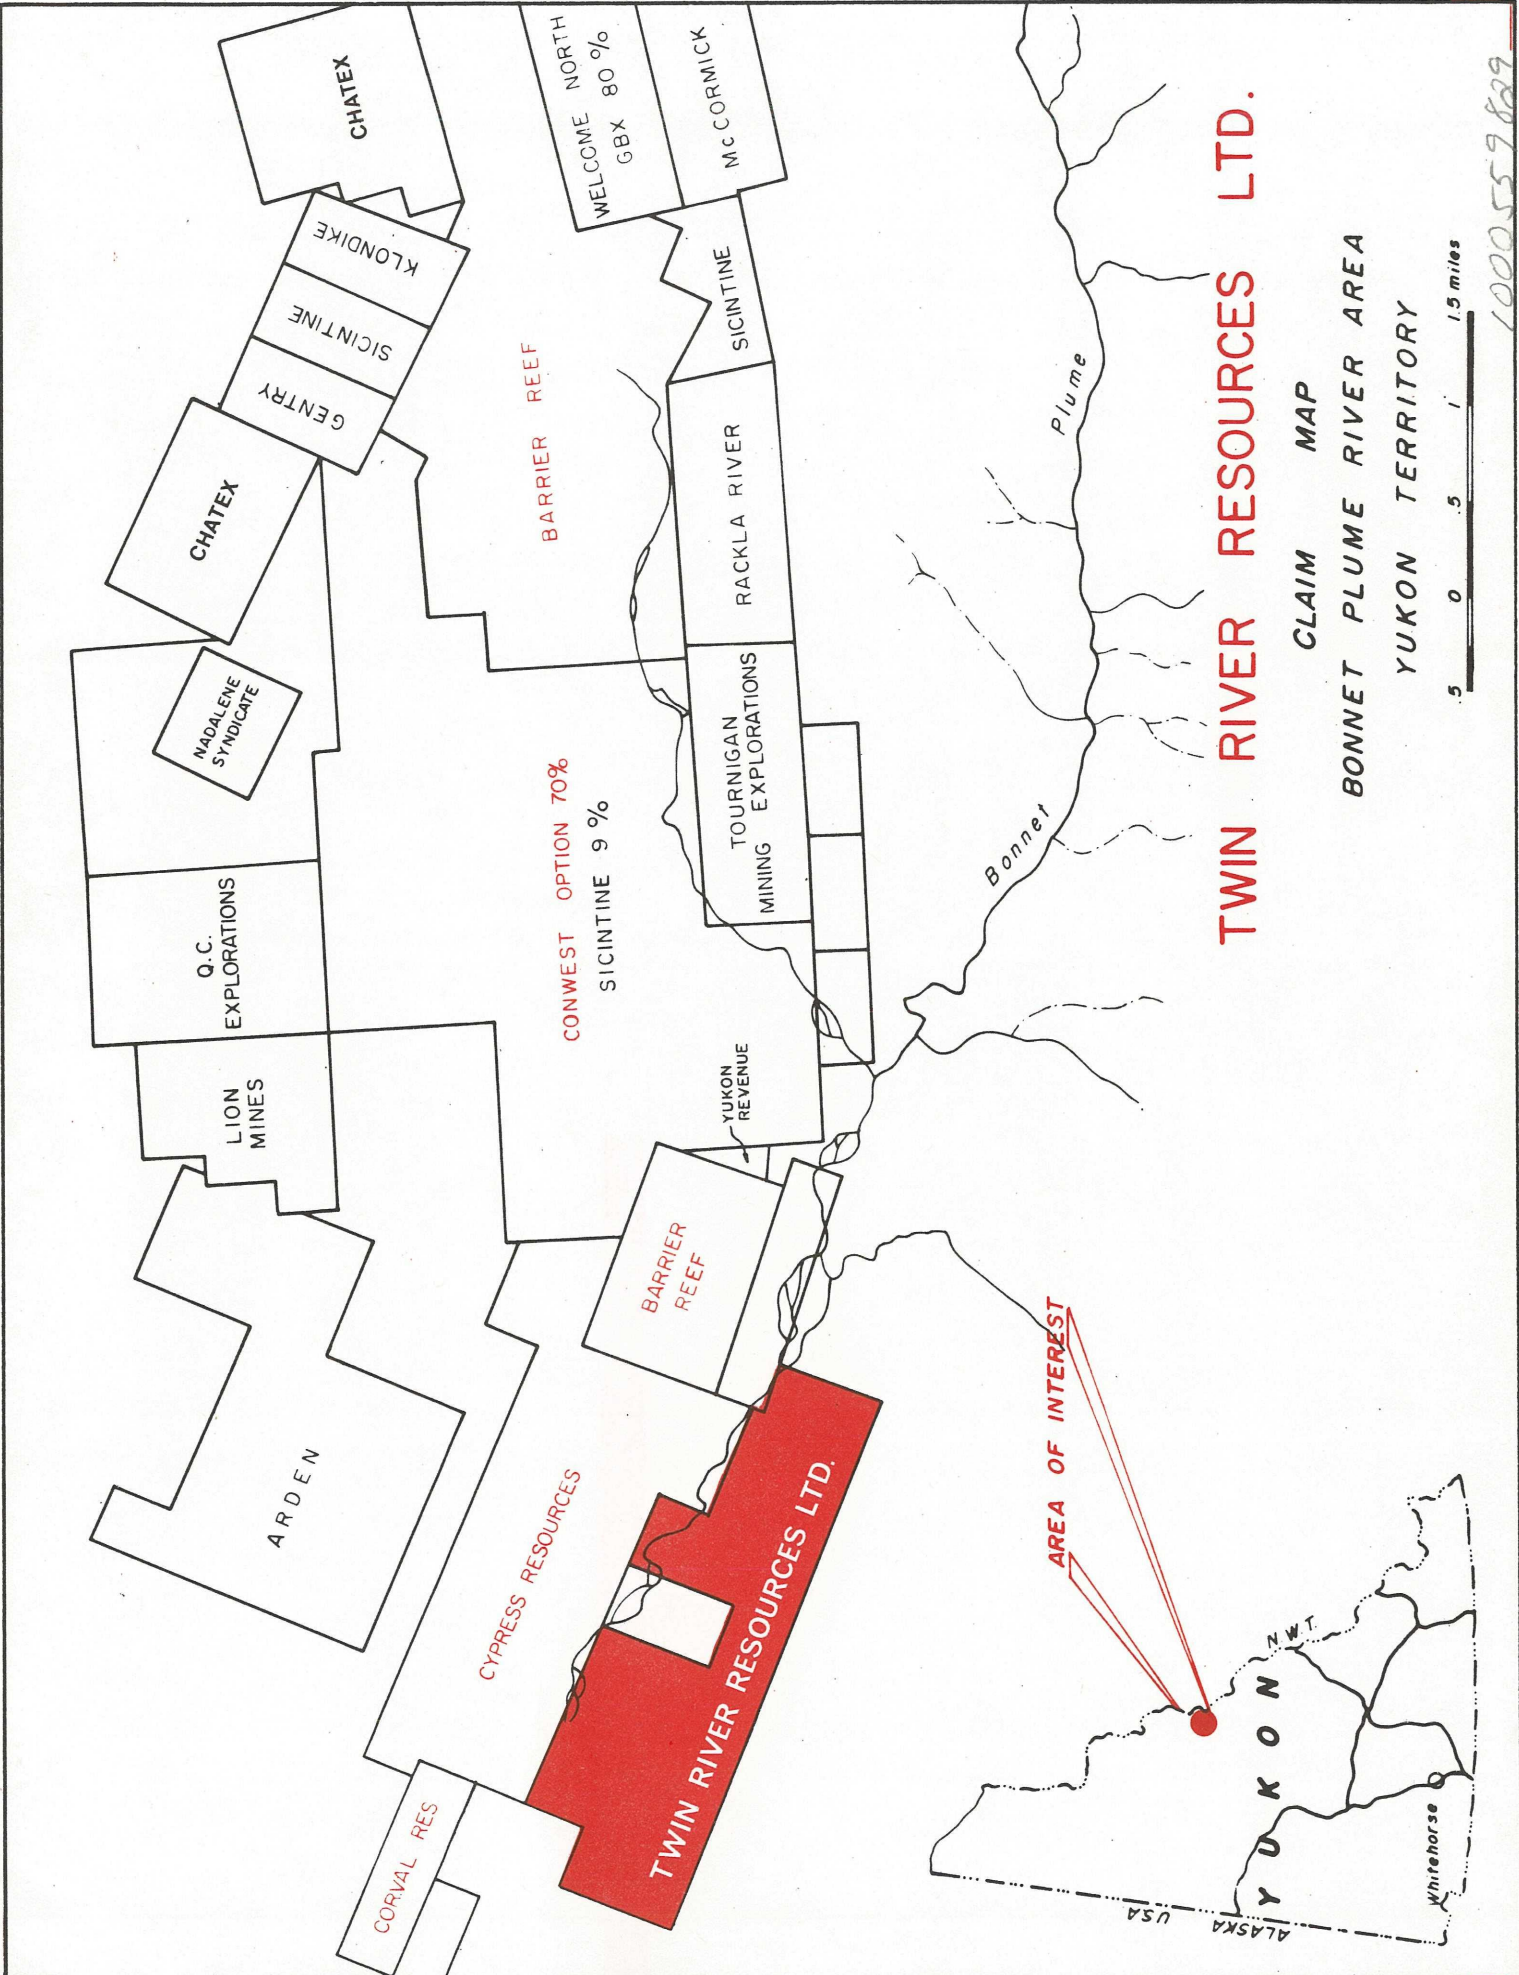 CHATEX
WELCOME NORTH
GBX 80 %
McCORMICK
KLONDIKE
SICINTINE
GENTRY
CHATEX
BARRIER REEF
SICINTINE
RACKLA RIVER
NADALENE
SYNDICATE
Q.C.
EXPLORATIONS
LION
MINES
CONWEST OPTION 70%
SICINTINE 9 %
TOURNIGAN
MINING EXPLORATIONS
YUKON
REVENUE
BARRIER
REEF
ARDEN
CYPRESS RESOURCES
CORVAL RES
TWIN RIVER RESOURCES LTD.
Bonnet Plume
TWIN RIVER RESOURCES LTD.
CLAIM MAP
BONNET PLUME RIVER AREA
YUKON TERRITORY
.5 0 .5 1 1.5 miles
AREA OF INTEREST
YUKON
N.W.T.
USA
ALASKA
Whitehorse
1000559829